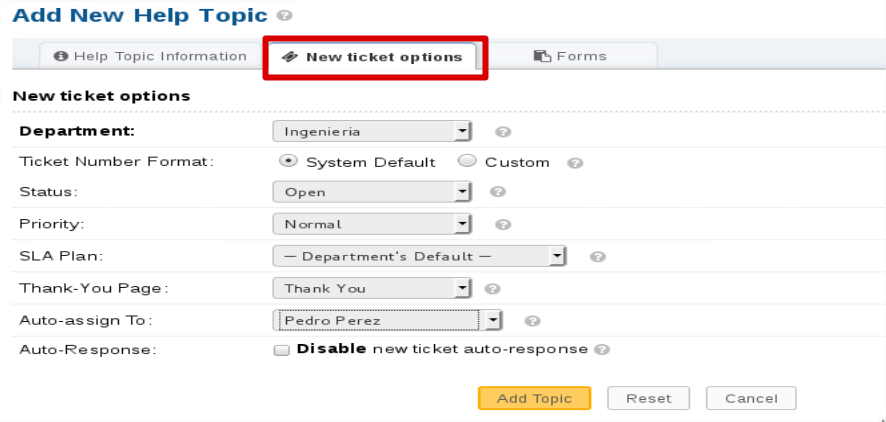 Add New Help Topic
Help Topic Information New ticket options Forms
New ticket options
Department: Ingenieria
Ticket Number Format: System Default Custom
Status: Open
Priority: Normal
SLA Plan: — Department's Default —
Thank-You Page: Thank You
Auto-assign To: Pedro Perez
Auto-Response: Disable new ticket auto-response
Add Topic Reset Cancel